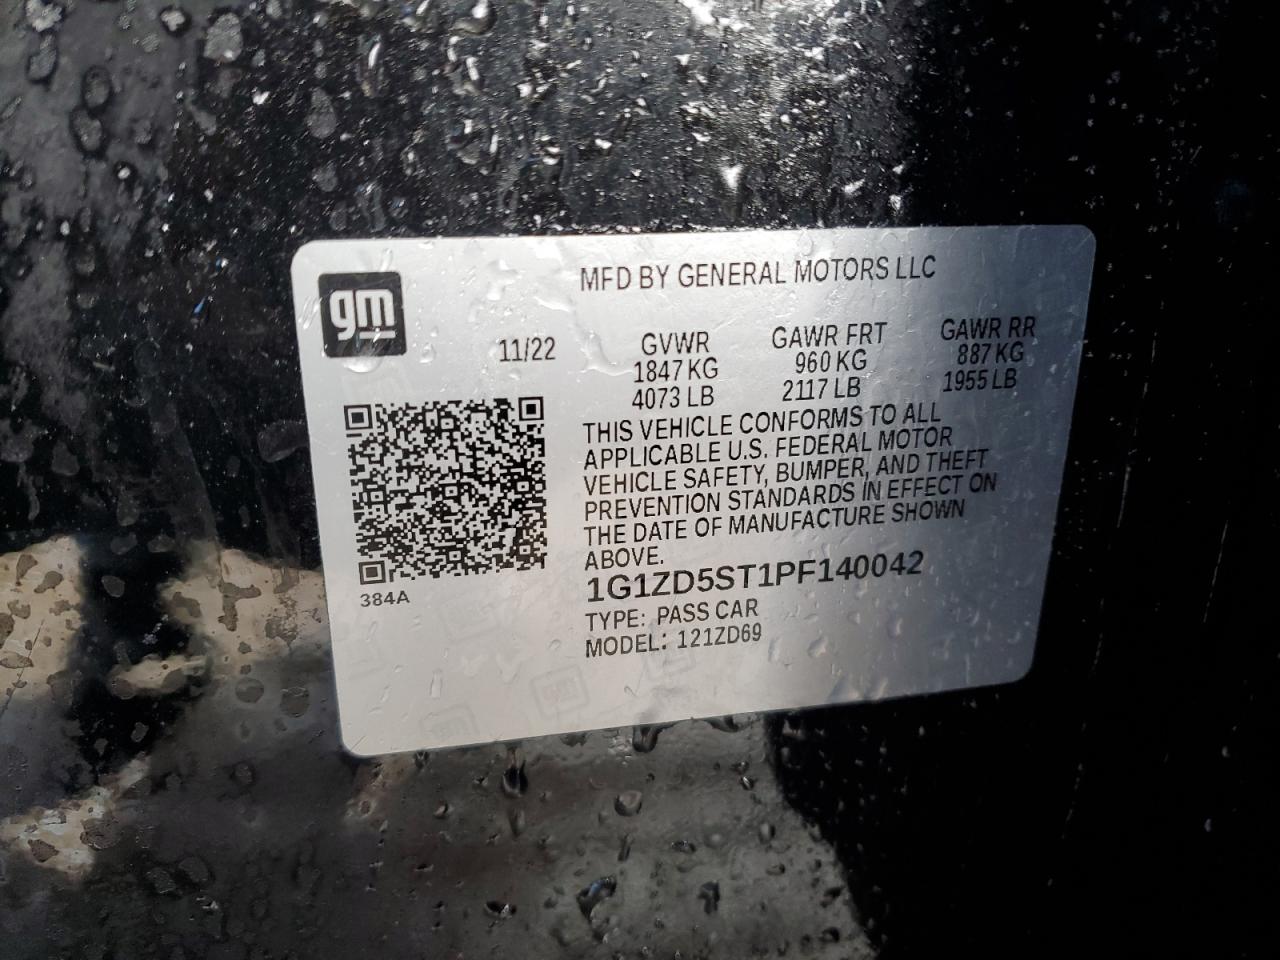 gm
MFD BY GENERAL MOTORS LLC
11/22
GVWR
1847 KG
4073 LB
GAWR FRT
960 KG
2117 LB
GAWR RR
887 KG
1955 LB
THIS VEHICLE CONFORMS TO ALL
APPLICABLE U.S. FEDERAL MOTOR
VEHICLE SAFETY, BUMPER, AND THEFT
PREVENTION STANDARDS IN EFFECT ON
THE DATE OF MANUFACTURE SHOWN
ABOVE.
384A
1G1ZD5ST1PF140042
TYPE: PASS CAR
MODEL: 121ZD69